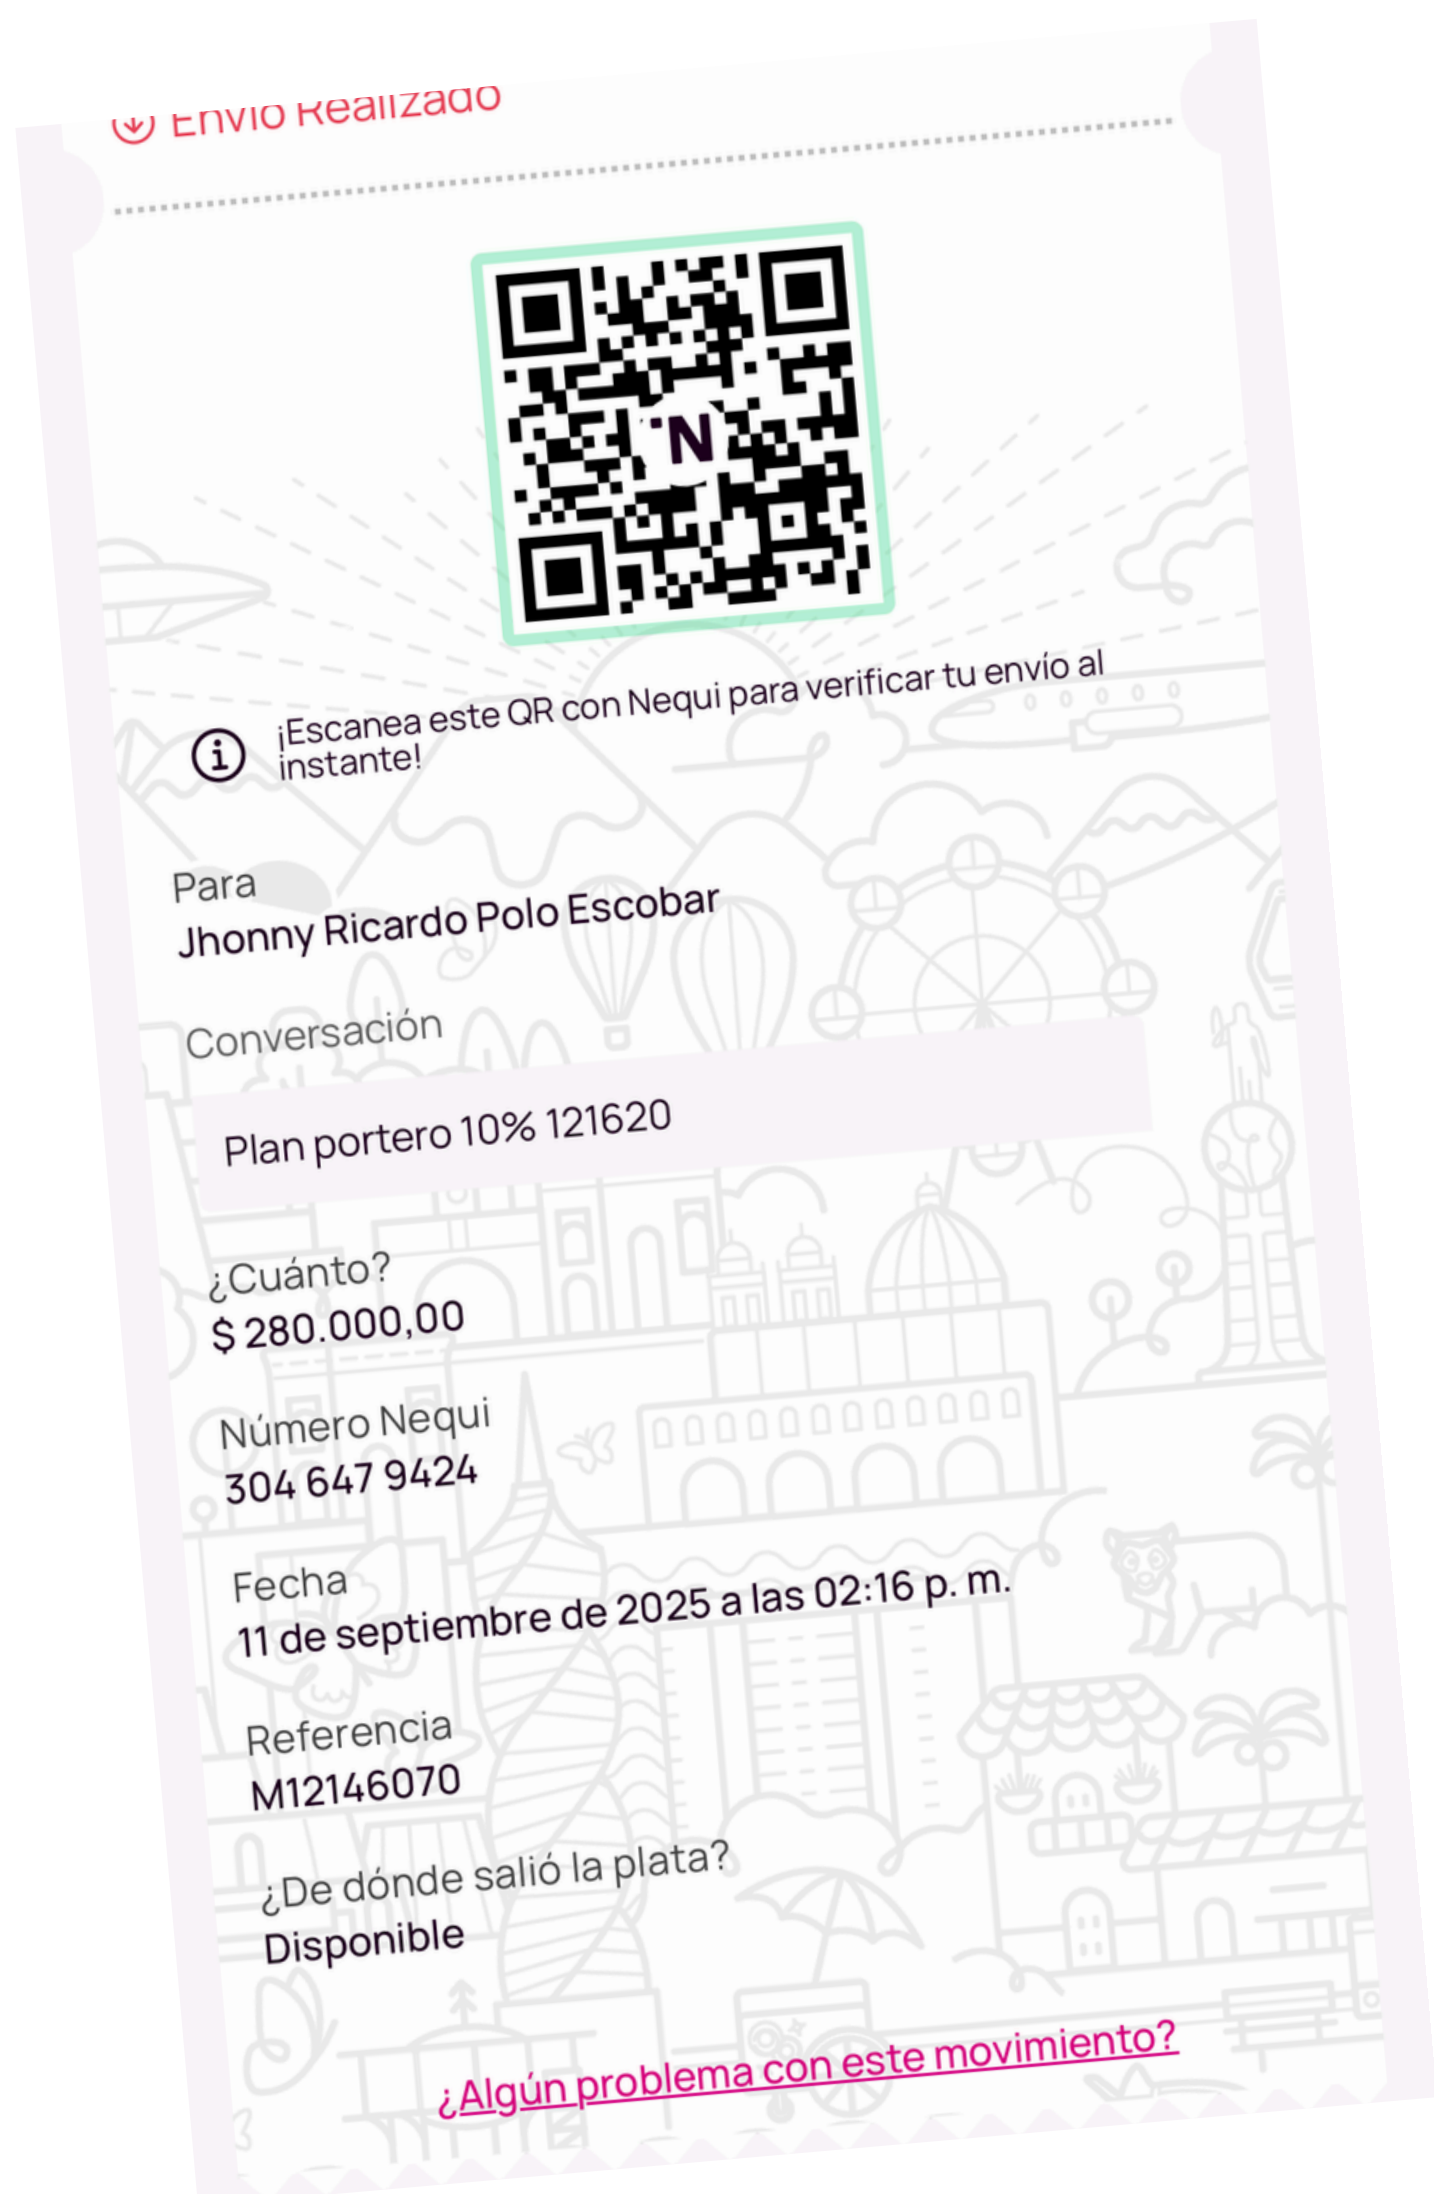 Envío Realizado
N
¡Escanea este QR con Nequi para verificar tu envío al
instante!
Para
Jhonny Ricardo Polo Escobar
Conversación
Plan portero 10% 121620
¿Cuánto?
$ 280.000,00
Número Nequi
304 647 9424
Fecha
11 de septiembre de 2025 a las 02:16 p. m.
Referencia
M12146070
¿De dónde salió la plata?
Disponible
¿Algún problema con este movimiento?